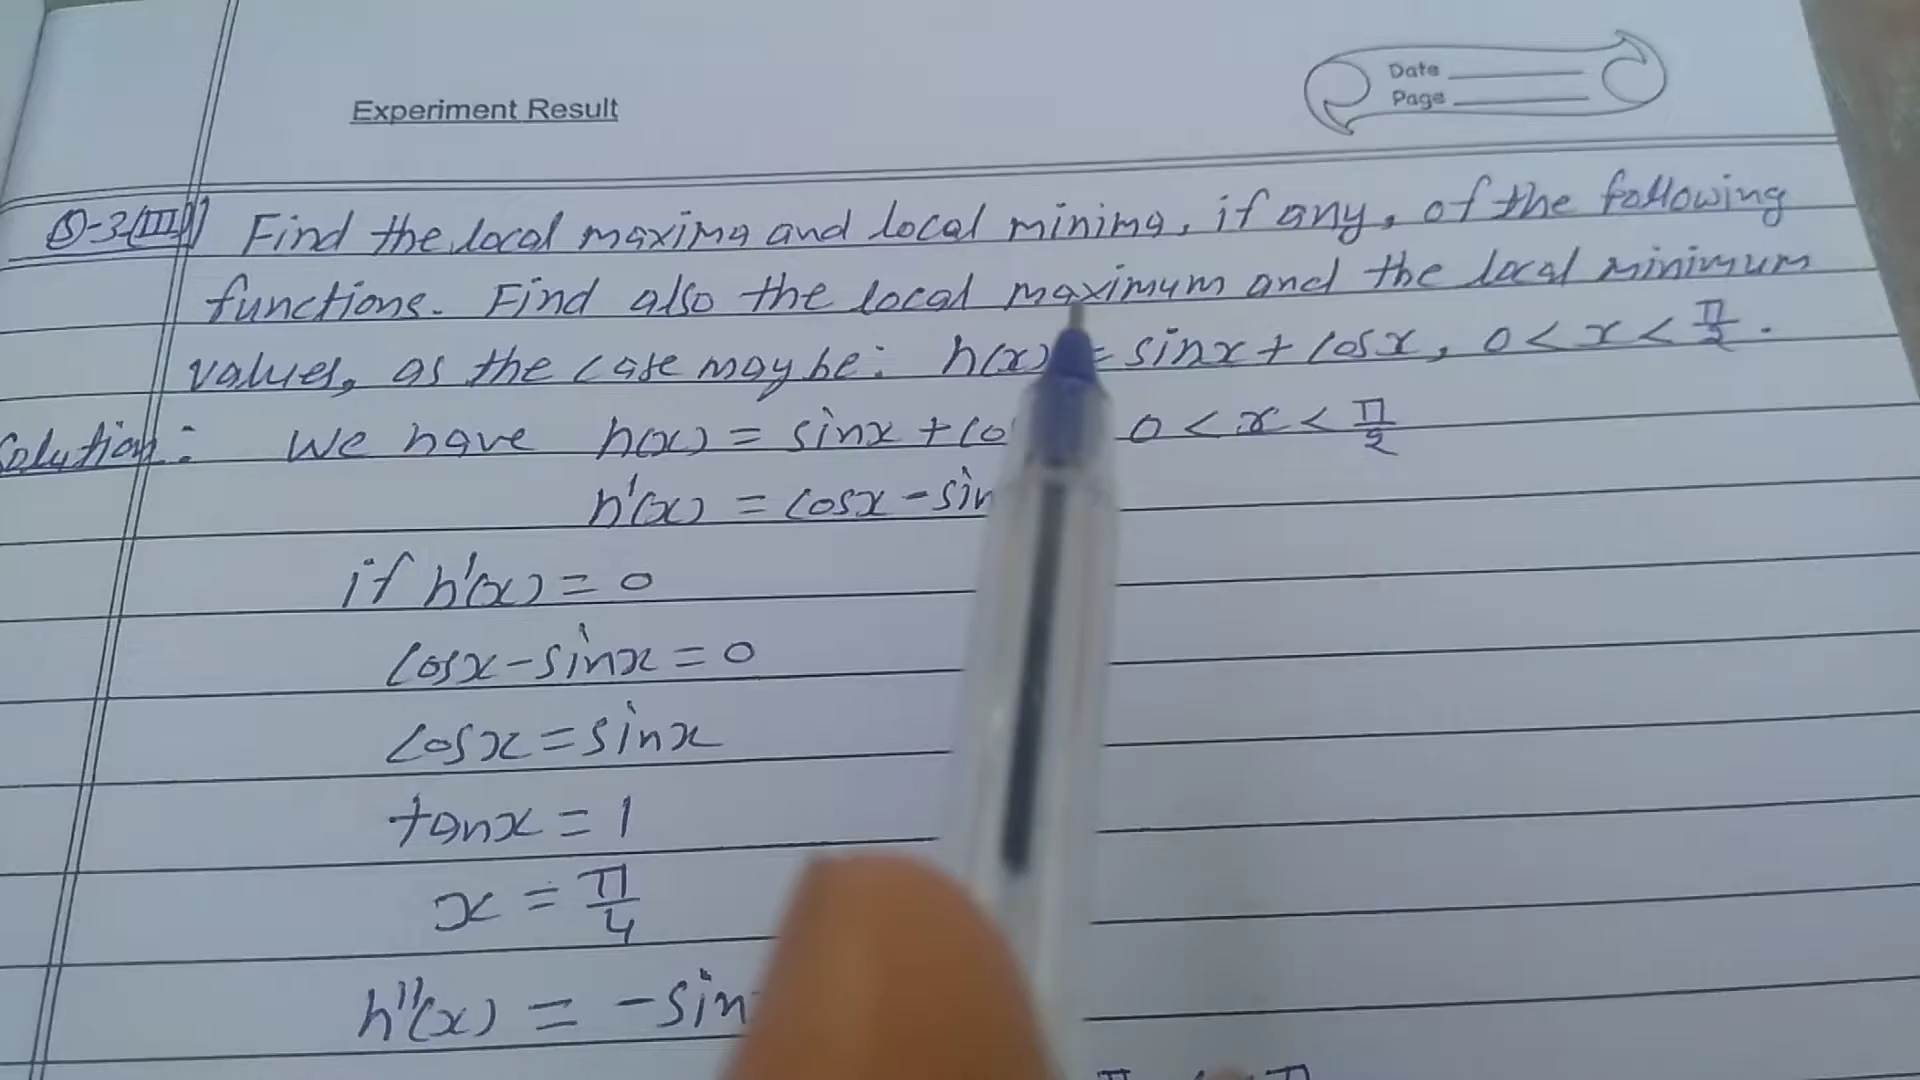 Date
Page
Experiment Result
Q-3(III) Find the local maxima and local minima, if any, of the following
functions. Find also the local maximum and the local minimum
values, as the case may be: h(x) = sinx + cosx, 0 < x < π/2.
Solution: We have h(x) = sinx + co 0 < x < π/2
h'(x) = cosx - sin
if h'(x) = 0
cosx - sinx = 0
cosx = sinx
tanx = 1
x = π/4
h''(x) = -sin